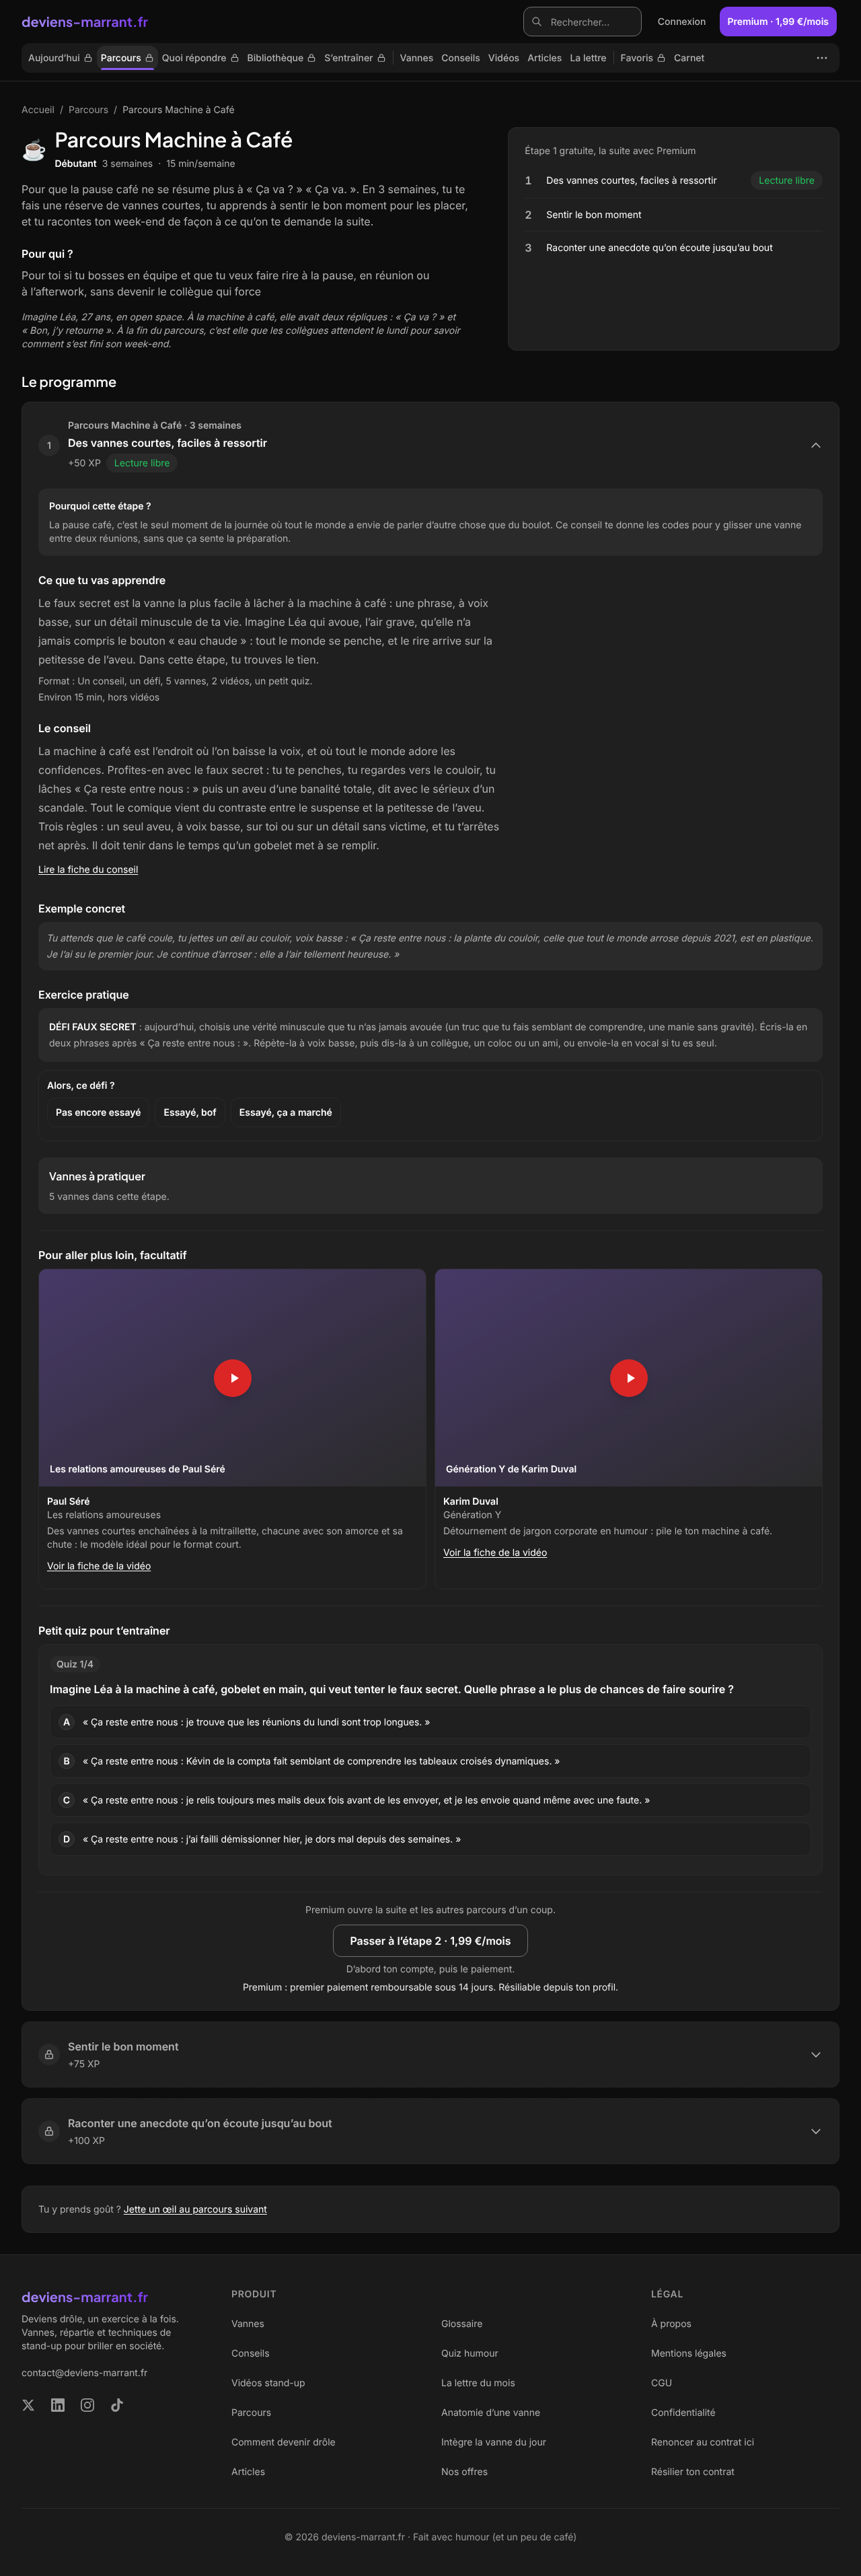 deviens-marrant.fr
Rechercher...
Connexion
Premium · 1,99 €/mois
Aujourd’hui
Parcours
Quoi répondre
Bibliothèque
S’entraîner
Vannes
Conseils
Vidéos
Articles
La lettre
Favoris
Carnet
Accueil / Parcours / Parcours Machine à Café
Parcours Machine à Café
Débutant 3 semaines · 15 min/semaine
Pour que la pause café ne se résume plus à « Ça va ? » « Ça va. ». En 3 semaines, tu te
fais une réserve de vannes courtes, tu apprends à sentir le bon moment pour les placer,
et tu racontes ton week-end de façon à ce qu’on te demande la suite.
Pour qui ?
Pour toi si tu bosses en équipe et que tu veux faire rire à la pause, en réunion ou
à l’afterwork, sans devenir le collègue qui force
Imagine Léa, 27 ans, en open space. À la machine à café, elle avait deux répliques : « Ça va ? » et
« Bon, j’y retourne ». À la fin du parcours, c’est elle que les collègues attendent le lundi pour savoir
comment s’est fini son week-end.
Étape 1 gratuite, la suite avec Premium
1 Des vannes courtes, faciles à ressortir Lecture libre
2 Sentir le bon moment
3 Raconter une anecdote qu’on écoute jusqu’au bout
Le programme
Parcours Machine à Café · 3 semaines
1 Des vannes courtes, faciles à ressortir
+50 XP Lecture libre
Pourquoi cette étape ?
La pause café, c’est le seul moment de la journée où tout le monde a envie de parler d’autre chose que du boulot. Ce conseil te donne les codes pour y glisser une vanne
entre deux réunions, sans que ça sente la préparation.
Ce que tu vas apprendre
Le faux secret est la vanne la plus facile à lâcher à la machine à café : une phrase, à voix
basse, sur un détail minuscule de ta vie. Imagine Léa qui avoue, l’air grave, qu’elle n’a
jamais compris le bouton « eau chaude » : tout le monde se penche, et le rire arrive sur la
petitesse de l’aveu. Dans cette étape, tu trouves le tien.
Format : Un conseil, un défi, 5 vannes, 2 vidéos, un petit quiz.
Environ 15 min, hors vidéos
Le conseil
La machine à café est l’endroit où l’on baisse la voix, et où tout le monde adore les
confidences. Profites-en avec le faux secret : tu te penches, tu regardes vers le couloir, tu
lâches « Ça reste entre nous : » puis un aveu d’une banalité totale, dit avec le sérieux d’un
scandale. Tout le comique vient du contraste entre le suspense et la petitesse de l’aveu.
Trois règles : un seul aveu, à voix basse, sur toi ou sur un détail sans victime, et tu t’arrêtes
net après. Il doit tenir dans le temps qu’un gobelet met à se remplir.
Lire la fiche du conseil
Exemple concret
Tu attends que le café coule, tu jettes un œil au couloir, voix basse : « Ça reste entre nous : la plante du couloir, celle que tout le monde arrose depuis 2021, est en plastique.
Je l’ai su le premier jour. Je continue d’arroser : elle a l’air tellement heureuse. »
Exercice pratique
DÉFI FAUX SECRET : aujourd’hui, choisis une vérité minuscule que tu n’as jamais avouée (un truc que tu fais semblant de comprendre, une manie sans gravité). Écris-la en
deux phrases après « Ça reste entre nous : ». Répète-la à voix basse, puis dis-la à un collègue, un coloc ou un ami, ou envoie-la en vocal si tu es seul.
Alors, ce défi ?
Pas encore essayé
Essayé, bof
Essayé, ça a marché
Vannes à pratiquer
5 vannes dans cette étape.
Pour aller plus loin, facultatif
Les relations amoureuses de Paul Séré
Paul Séré
Les relations amoureuses
Des vannes courtes enchaînées à la mitraillette, chacune avec son amorce et sa
chute : le modèle idéal pour le format court.
Voir la fiche de la vidéo
Génération Y de Karim Duval
Karim Duval
Génération Y
Détournement de jargon corporate en humour : pile le ton machine à café.
Voir la fiche de la vidéo
Petit quiz pour t’entraîner
Quiz 1/4
Imagine Léa à la machine à café, gobelet en main, qui veut tenter le faux secret. Quelle phrase a le plus de chances de faire sourire ?
A « Ça reste entre nous : je trouve que les réunions du lundi sont trop longues. »
B « Ça reste entre nous : Kévin de la compta fait semblant de comprendre les tableaux croisés dynamiques. »
C « Ça reste entre nous : je relis toujours mes mails deux fois avant de les envoyer, et je les envoie quand même avec une faute. »
D « Ça reste entre nous : j’ai failli démissionner hier, je dors mal depuis des semaines. »
Premium ouvre la suite et les autres parcours d’un coup.
Passer à l’étape 2 · 1,99 €/mois
D’abord ton compte, puis le paiement.
Premium : premier paiement remboursable sous 14 jours. Résiliable depuis ton profil.
Sentir le bon moment
+75 XP
Raconter une anecdote qu’on écoute jusqu’au bout
+100 XP
Tu y prends goût ? Jette un œil au parcours suivant
deviens-marrant.fr
Deviens drôle, un exercice à la fois.
Vannes, répartie et techniques de
stand-up pour briller en société.
contact@deviens-marrant.fr
PRODUIT
Vannes
Conseils
Vidéos stand-up
Parcours
Comment devenir drôle
Articles
Glossaire
Quiz humour
La lettre du mois
Anatomie d’une vanne
Intègre la vanne du jour
Nos offres
LÉGAL
À propos
Mentions légales
CGU
Confidentialité
Renoncer au contrat ici
Résilier ton contrat
© 2026 deviens-marrant.fr · Fait avec humour (et un peu de café)